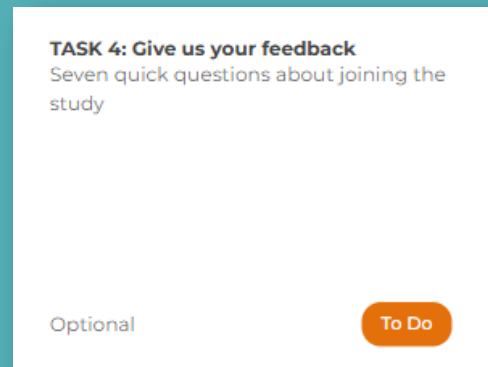 TASK 4: Give us your feedback
Seven quick questions about joining the
study
Optional
To Do